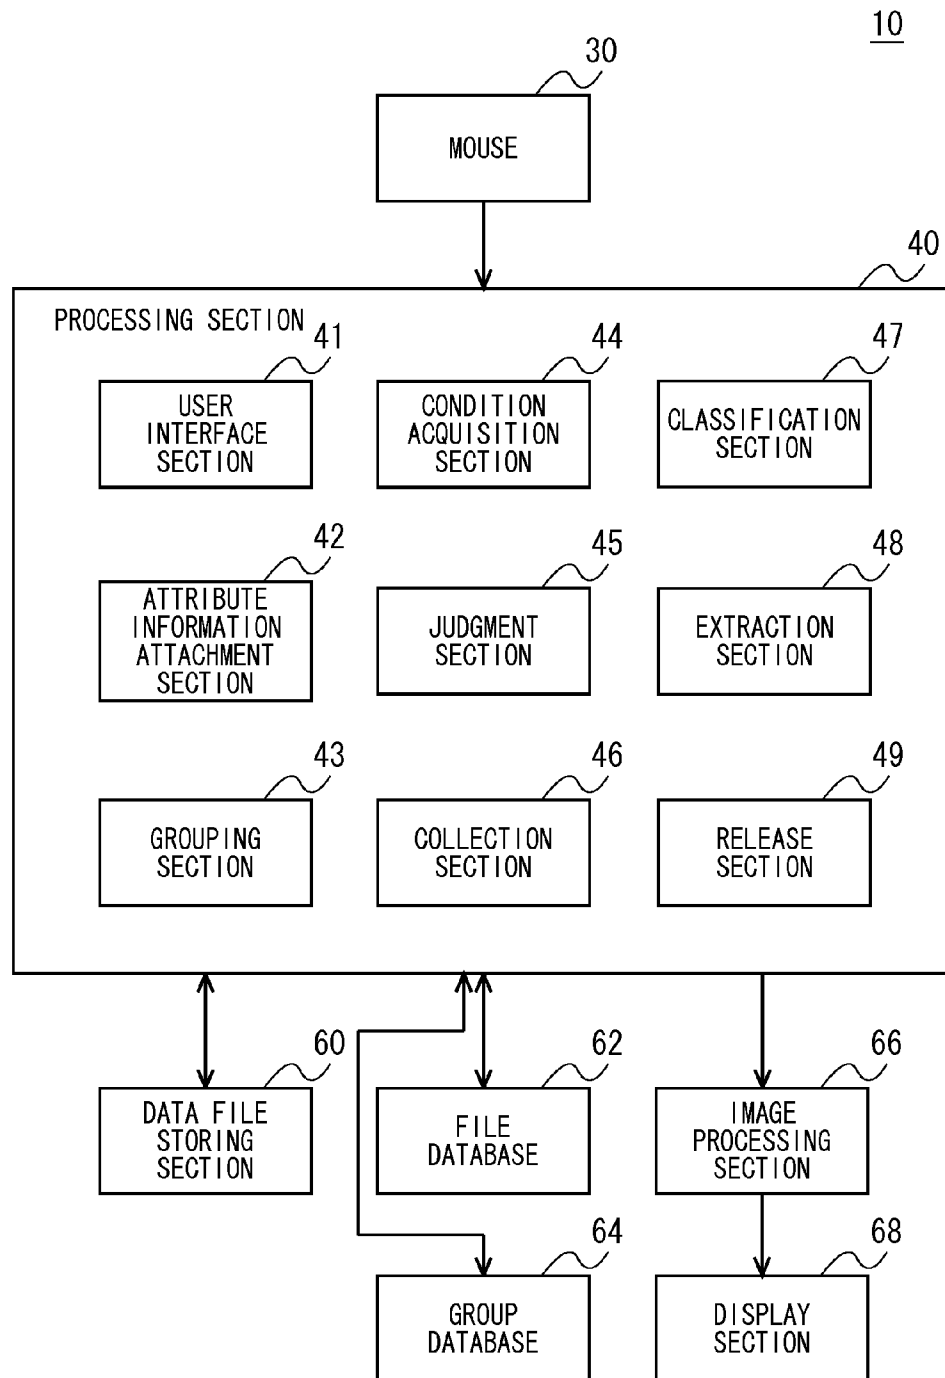 10
30
MOUSE
40
PROCESSING SECTION
41
USER
INTERFACE
SECTION
44
CONDITION
ACQUISITION
SECTION
47
CLASSIFICATION
SECTION
42
ATTRIBUTE
INFORMATION
ATTACHMENT
SECTION
45
JUDGMENT
SECTION
48
EXTRACTION
SECTION
43
GROUPING
SECTION
46
COLLECTION
SECTION
49
RELEASE
SECTION
60
DATA FILE
STORING
SECTION
62
FILE
DATABASE
66
IMAGE
PROCESSING
SECTION
64
GROUP
DATABASE
68
DISPLAY
SECTION